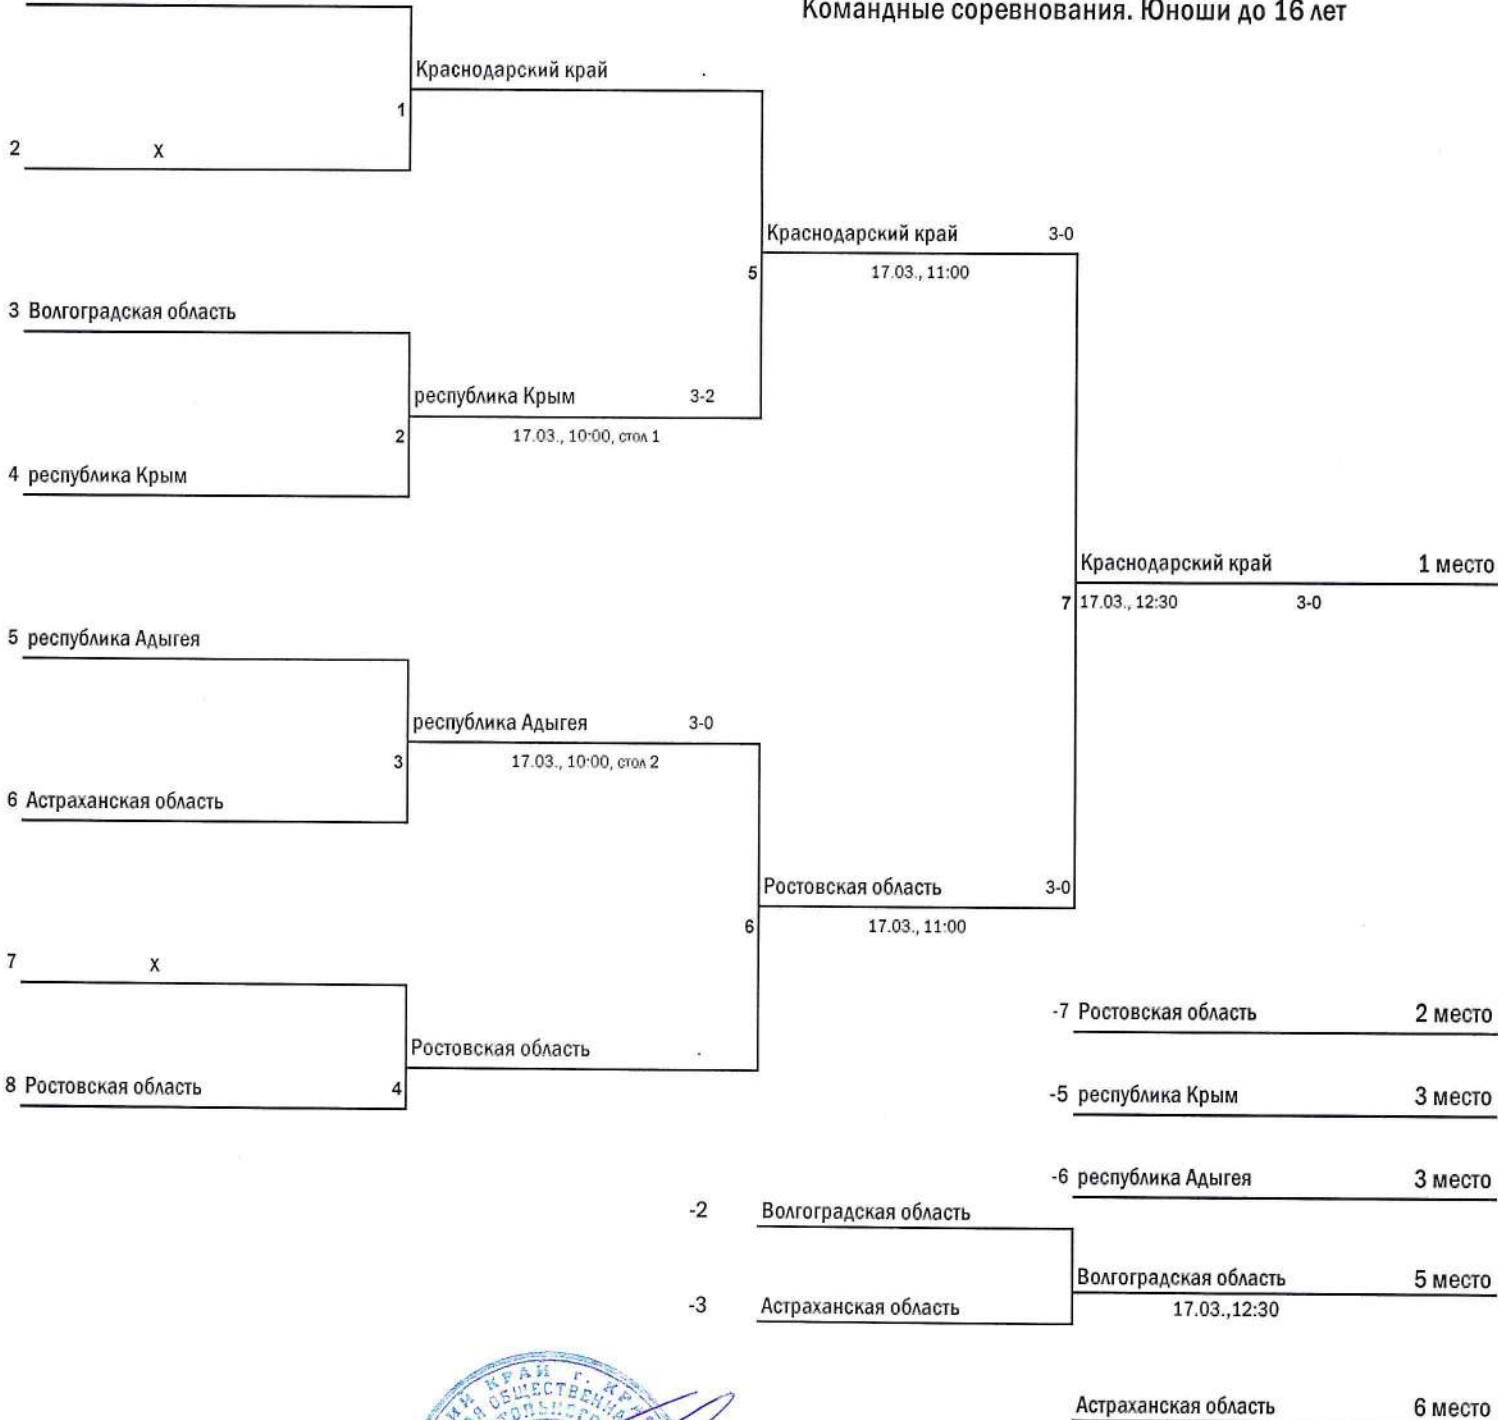 Командные соревнования. Юноши до 16 лет
Краснодарский край
1
2 X
Краснодарский край 3-0
5 17.03., 11:00
3 Волгоградская область
республика Крым 3-2
2 17.03., 10:00, стол 1
4 республика Крым
Краснодарский край 1 место
7 17.03., 12:30 3-0
5 республика Адыгея
республика Адыгея 3-0
3 17.03., 10:00, стол 2
6 Астраханская область
Ростовская область 3-0
6 17.03., 11:00
7 X
-7 Ростовская область 2 место
Ростовская область
8 Ростовская область 4
-5 республика Крым 3 место
-6 республика Адыгея 3 место
-2 Волгоградская область
Волгоградская область 5 место
-3 Астраханская область
17.03.,12:30
КРАЙ г.
Астраханская область 6 место